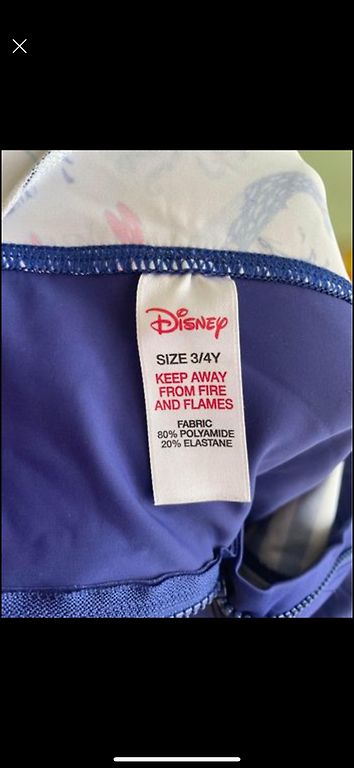 Disney
SIZE 3/4Y
KEEP AWAY
FROM FIRE
AND FLAMES
FABRIC
80% POLYAMIDE
20% ELASTANE